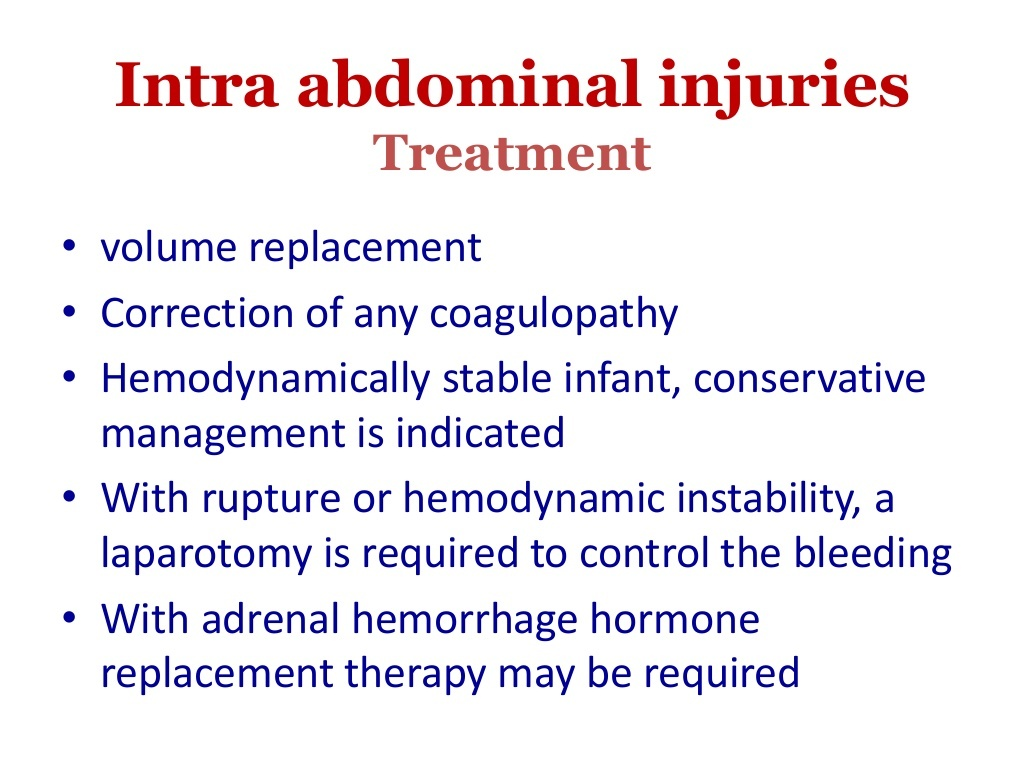 Intra abdominal injuries
Treatment
• volume replacement
• Correction of any coagulopathy
• Hemodynamically stable infant, conservative
management is indicated
• With rupture or hemodynamic instability, a
laparotomy is required to control the bleeding
• With adrenal hemorrhage hormone
replacement therapy may be required